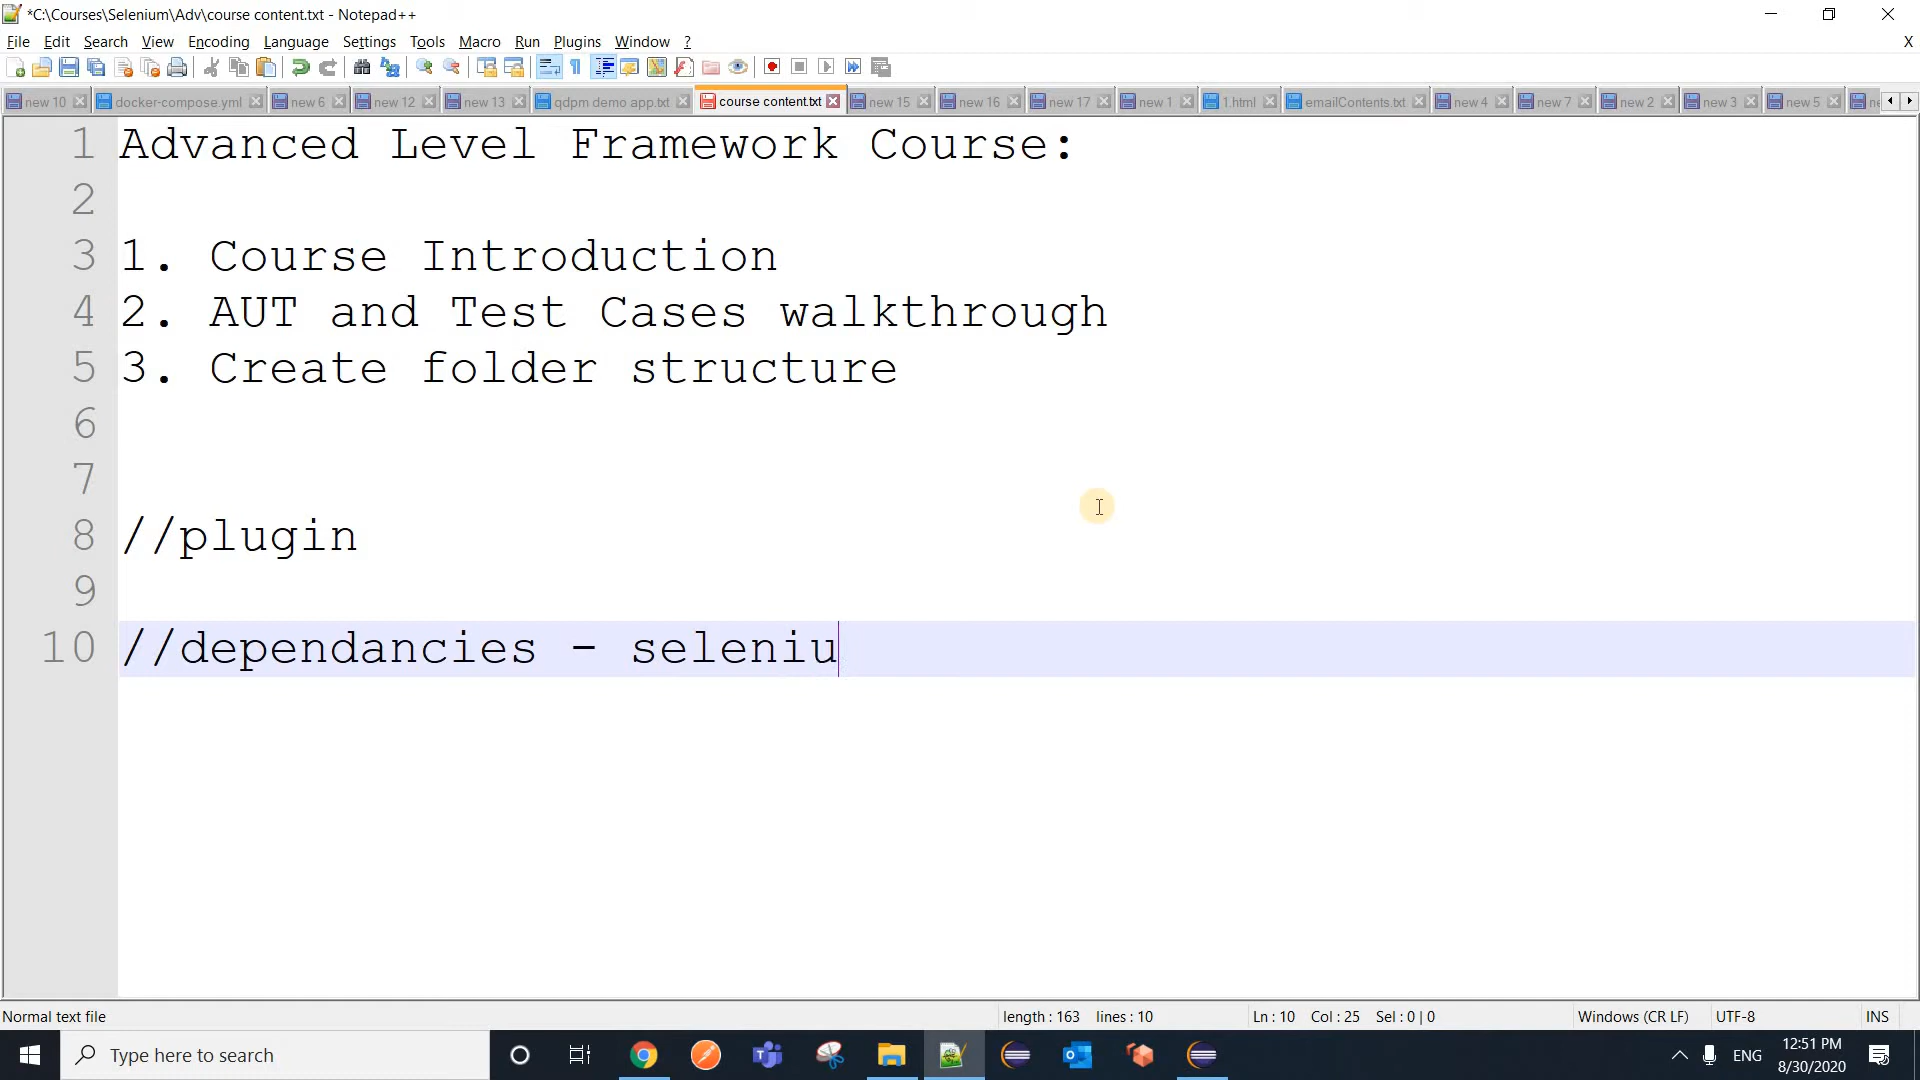 *C:\Courses\Selenium\Adv\course content.txt - Notepad++
File Edit Search View Encoding Language Settings Tools Macro Run Plugins Window ? X
new 10 docker-compose.yml new 6 new 12 new 13 qdpm demo app.txt course content.txt new 15 new 16 new 17 new 1 1.html emailContents.txt new 4 new 7 new 2 new 3 new 5
1 Advanced Level Framework Course:
2
3 1. Course Introduction
4 2. AUT and Test Cases walkthrough
5 3. Create folder structure
6
7
8 //plugin
9
10 //dependancies - seleniu
Normal text file length : 163 lines : 10 Ln : 10 Col : 25 Sel : 0 | 0 Windows (CR LF) UTF-8 INS
Type here to search ENG 12:51 PM
8/30/2020